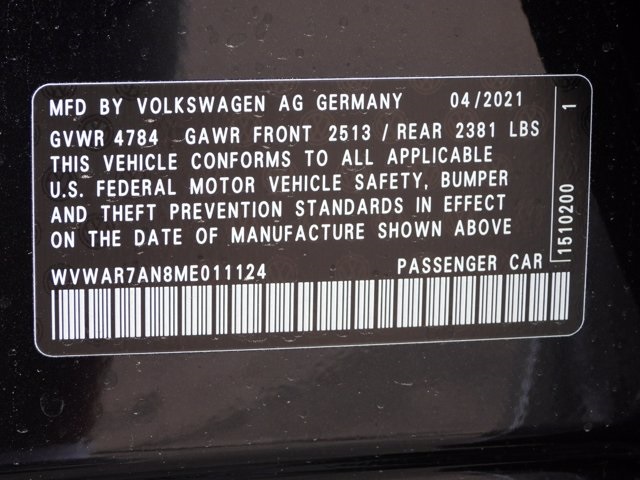 MFD BY VOLKSWAGEN AG GERMANY 04/2021
GVWR 4784 GAWR FRONT 2513 / REAR 2381 LBS
THIS VEHICLE CONFORMS TO ALL APPLICABLE
U.S. FEDERAL MOTOR VEHICLE SAFETY, BUMPER
AND THEFT PREVENTION STANDARDS IN EFFECT
ON THE DATE OF MANUFACTURE SHOWN ABOVE
WVWAR7AN8ME011124 PASSENGER CAR
1510200 1